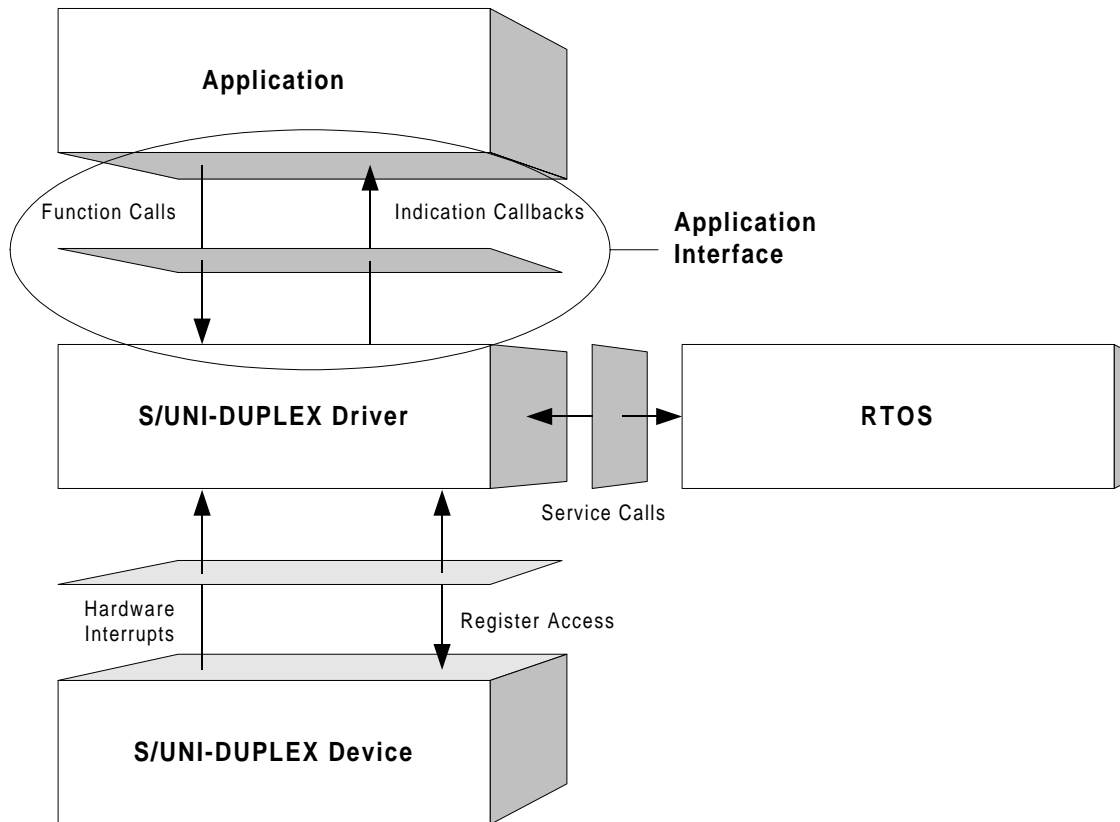 Application
Function Calls
Indication Callbacks
Application
Interface
S/UNI-DUPLEX Driver
RTOS
Service Calls
Hardware
Interrupts
Register Access
S/UNI-DUPLEX Device